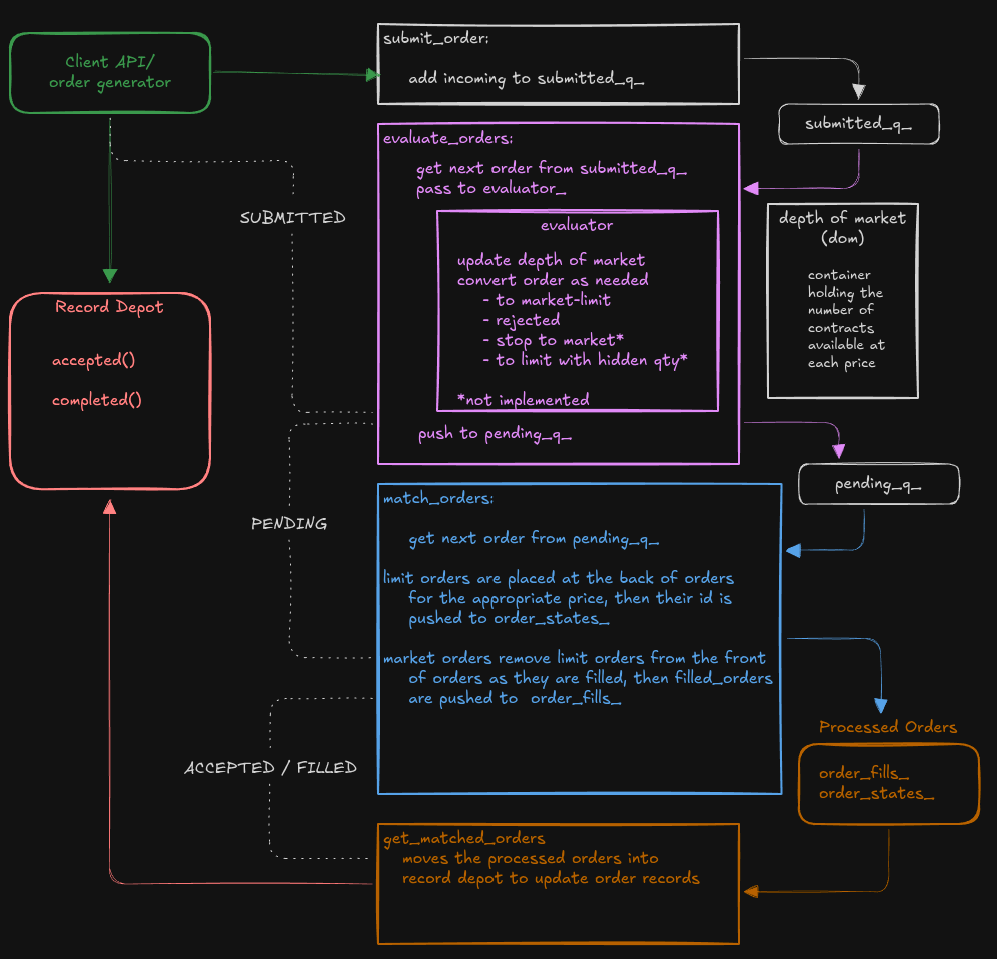 Client API/
order generator
submit_order:
add incoming to submitted_q_
submitted_q_
evaluate_orders:
get next order from submitted_q_
pass to evaluator_
evaluator
update depth of market
convert order as needed
- to market-limit
- rejected
- stop to market*
- to limit with hidden qty*
*not implemented
push to pending_q_
depth of market
(dom)
container
holding the
number of
contracts
available at
each price
SUBMITTED
Record Depot
accepted()
completed()
pending_q_
PENDING
match_orders:
get next order from pending_q_
limit orders are placed at the back of orders
for the appropriate price, then their id is
pushed to order_states_
market orders remove limit orders from the front
of orders as they are filled, then filled_orders
are pushed to order_fills_
Processed Orders
order_fills_
order_states_
ACCEPTED / FILLED
get_matched_orders
moves the processed orders into
record depot to update order records